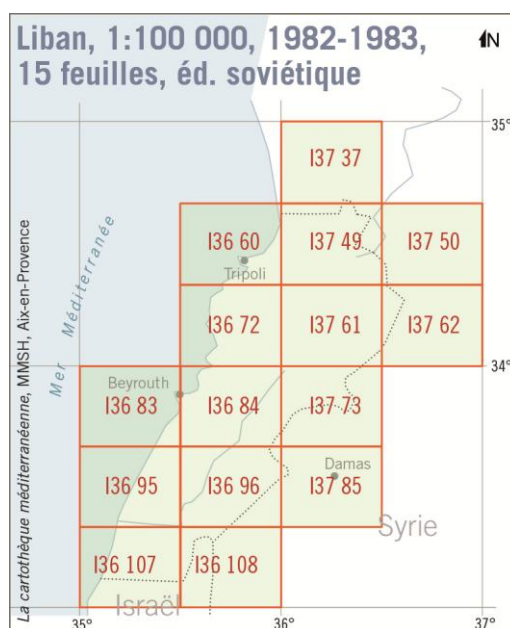 Liban, 1:100 000, 1982-1983,
15 feuilles, éd. soviétique
N
35°
I37 37
Mer Méditerranée
I36 60
I37 49
I37 50
Tripoli
I36 72
I37 61
I37 62
34°
Beyrouth
I36 83
I36 84
I37 73
I36 95
I36 96
Damas
I37 85
Syrie
I36 107
I36 108
Israël
35°
36°
37°
La cartothèque méditerranéenne, MMSH, Aix-en-Provence